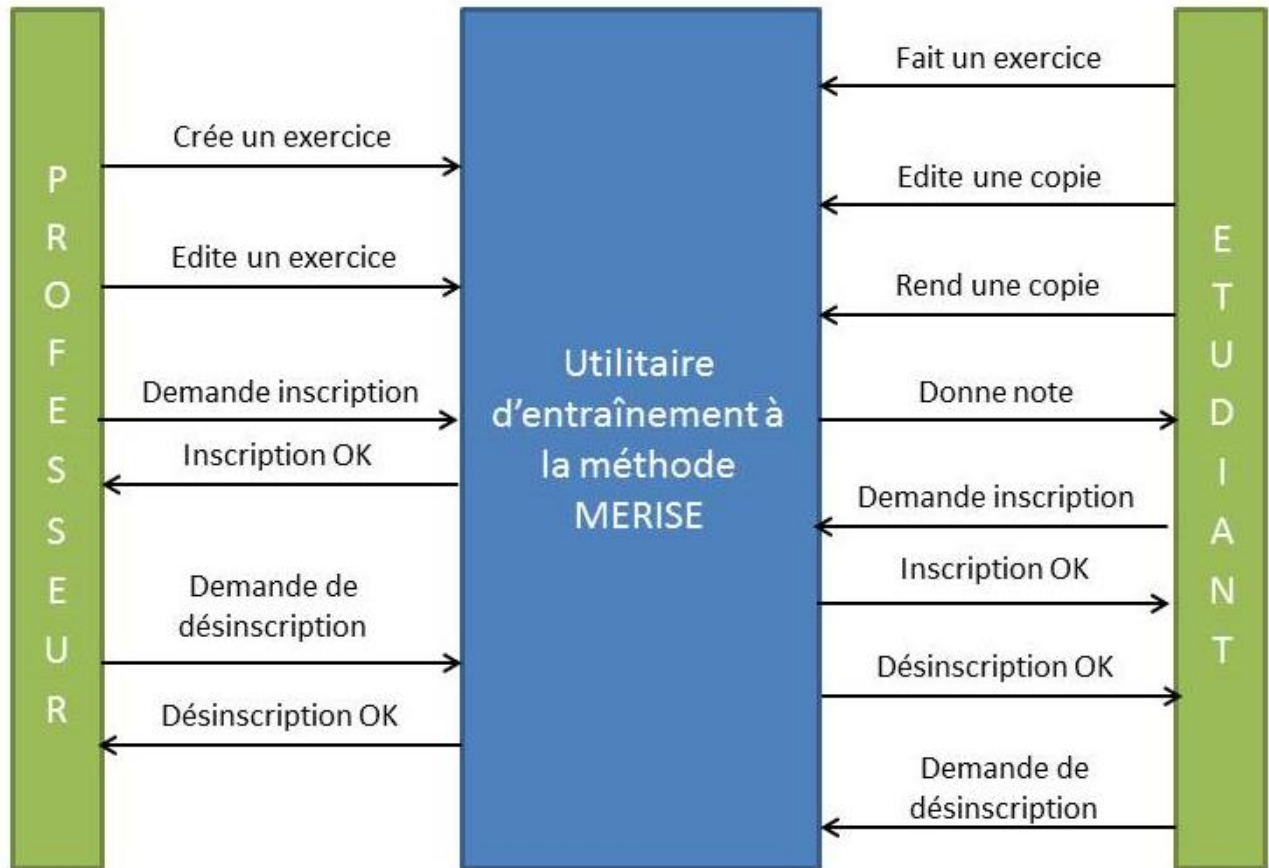 PROFESSEUR
Crée un exercice
Edite un exercice
Demande inscription
Inscription OK
Demande de
désinscription
Désinscription OK
Utilitaire
d'entraînement à
la méthode
MERISE
Fait un exercice
Edite une copie
Rend une copie
Donne note
Demande inscription
Inscription OK
Désinscription OK
Demande de
désinscription
ETUDIANT